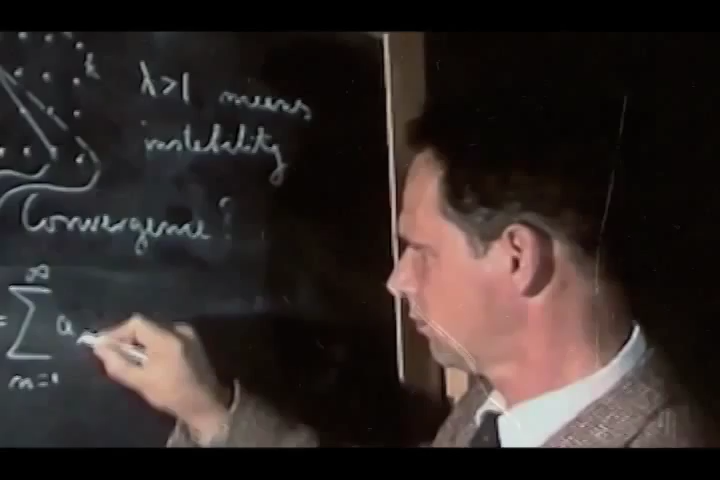 λ>1 means
instability
Convergence?
= ∞ ∑ n=1 a